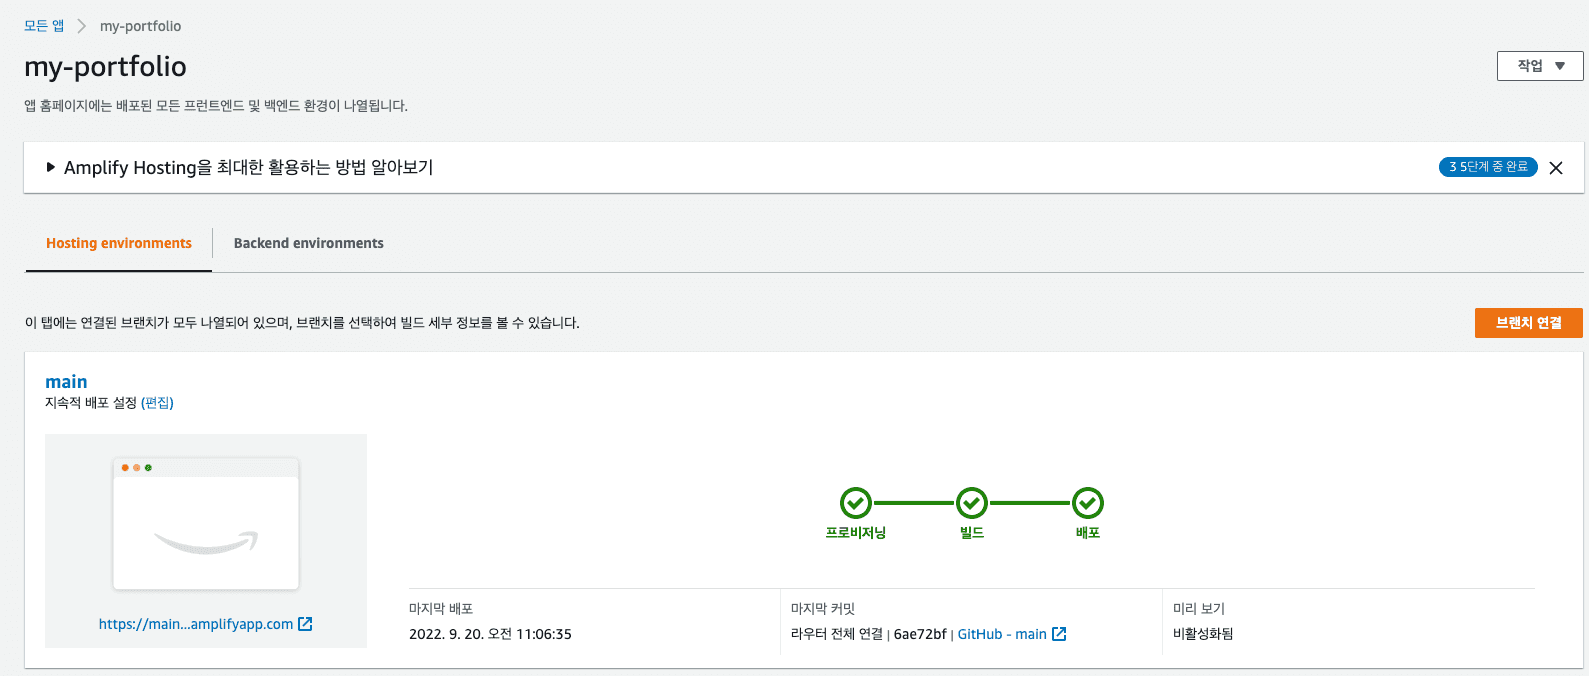 모든 앱 my-portfolio
my-portfolio
작업
앱 홈페이지에는 배포된 모든 프런트엔드 및 백엔드 환경이 나열됩니다.
Amplify Hosting을 최대한 활용하는 방법 알아보기
3 5단계 중 완료
Hosting environments
Backend environments
이 탭에는 연결된 브랜치가 모두 나열되어 있으며, 브랜치를 선택하여 빌드 세부 정보를 볼 수 있습니다.
브랜치 연결
main
지속적 배포 설정 (편집)
프로비저닝
빌드
배포
https://main...amplifyapp.com
마지막 배포
2022. 9. 20. 오전 11:06:35
마지막 커밋
라우터 전체 연결 | 6ae72bf | GitHub - main
미리 보기
비활성화됨